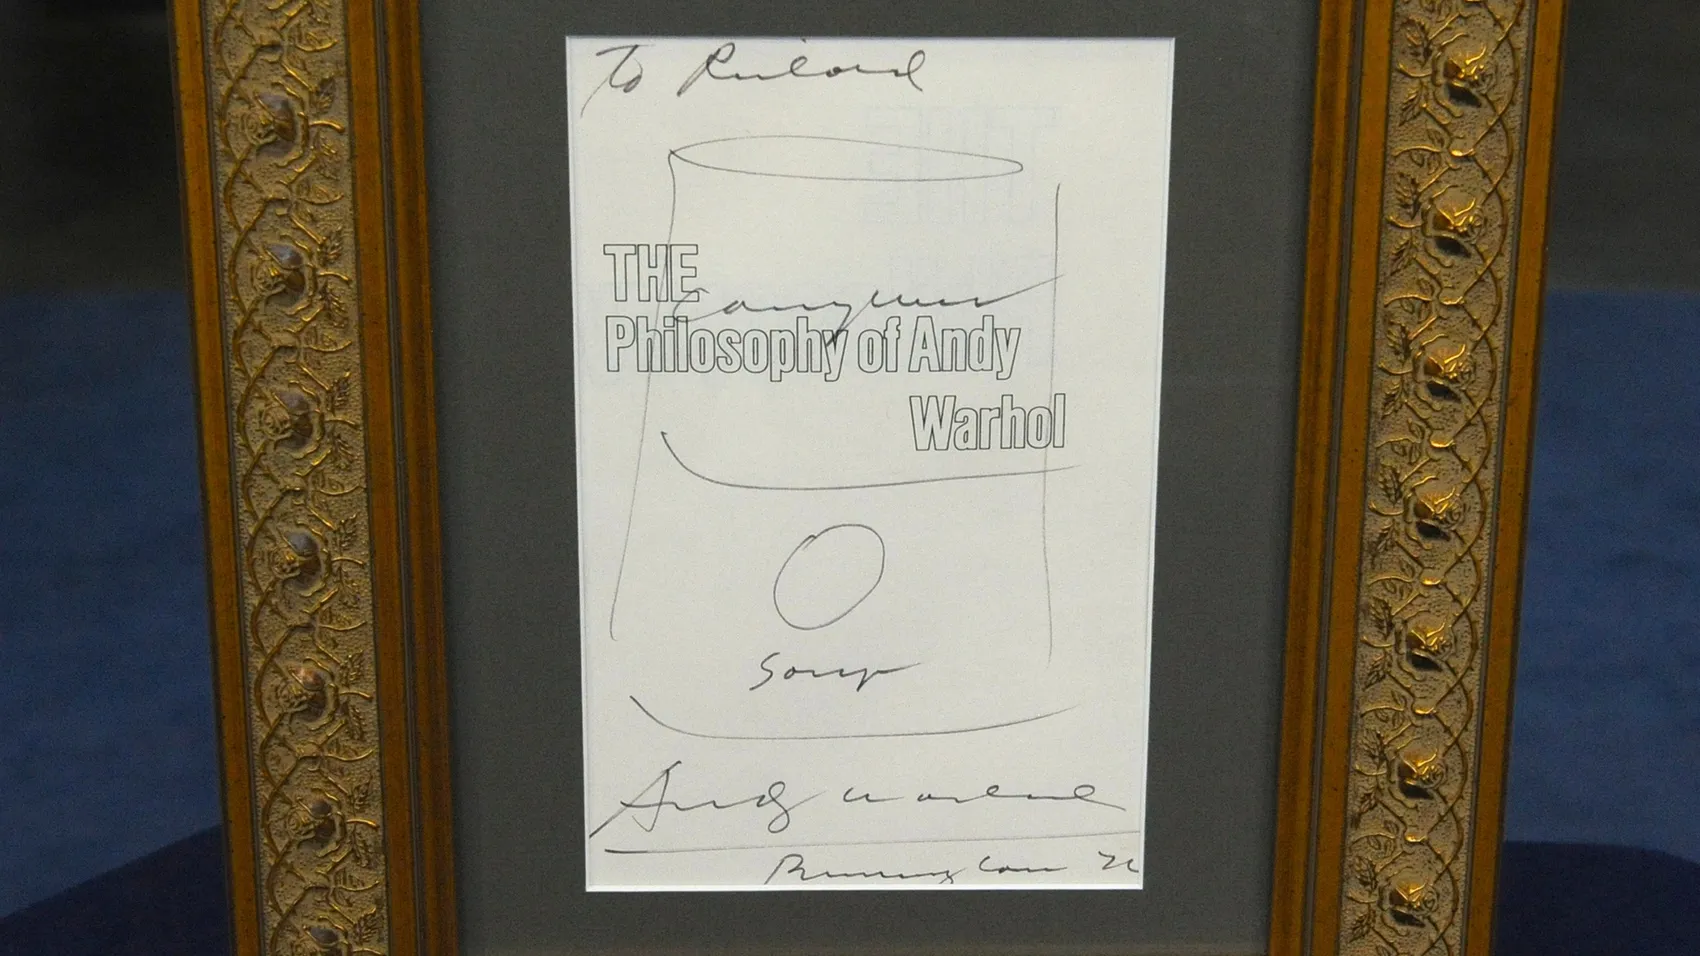 To Richard
THE
Philosophy of Andy
Warhol
Soup
Andy Warhol